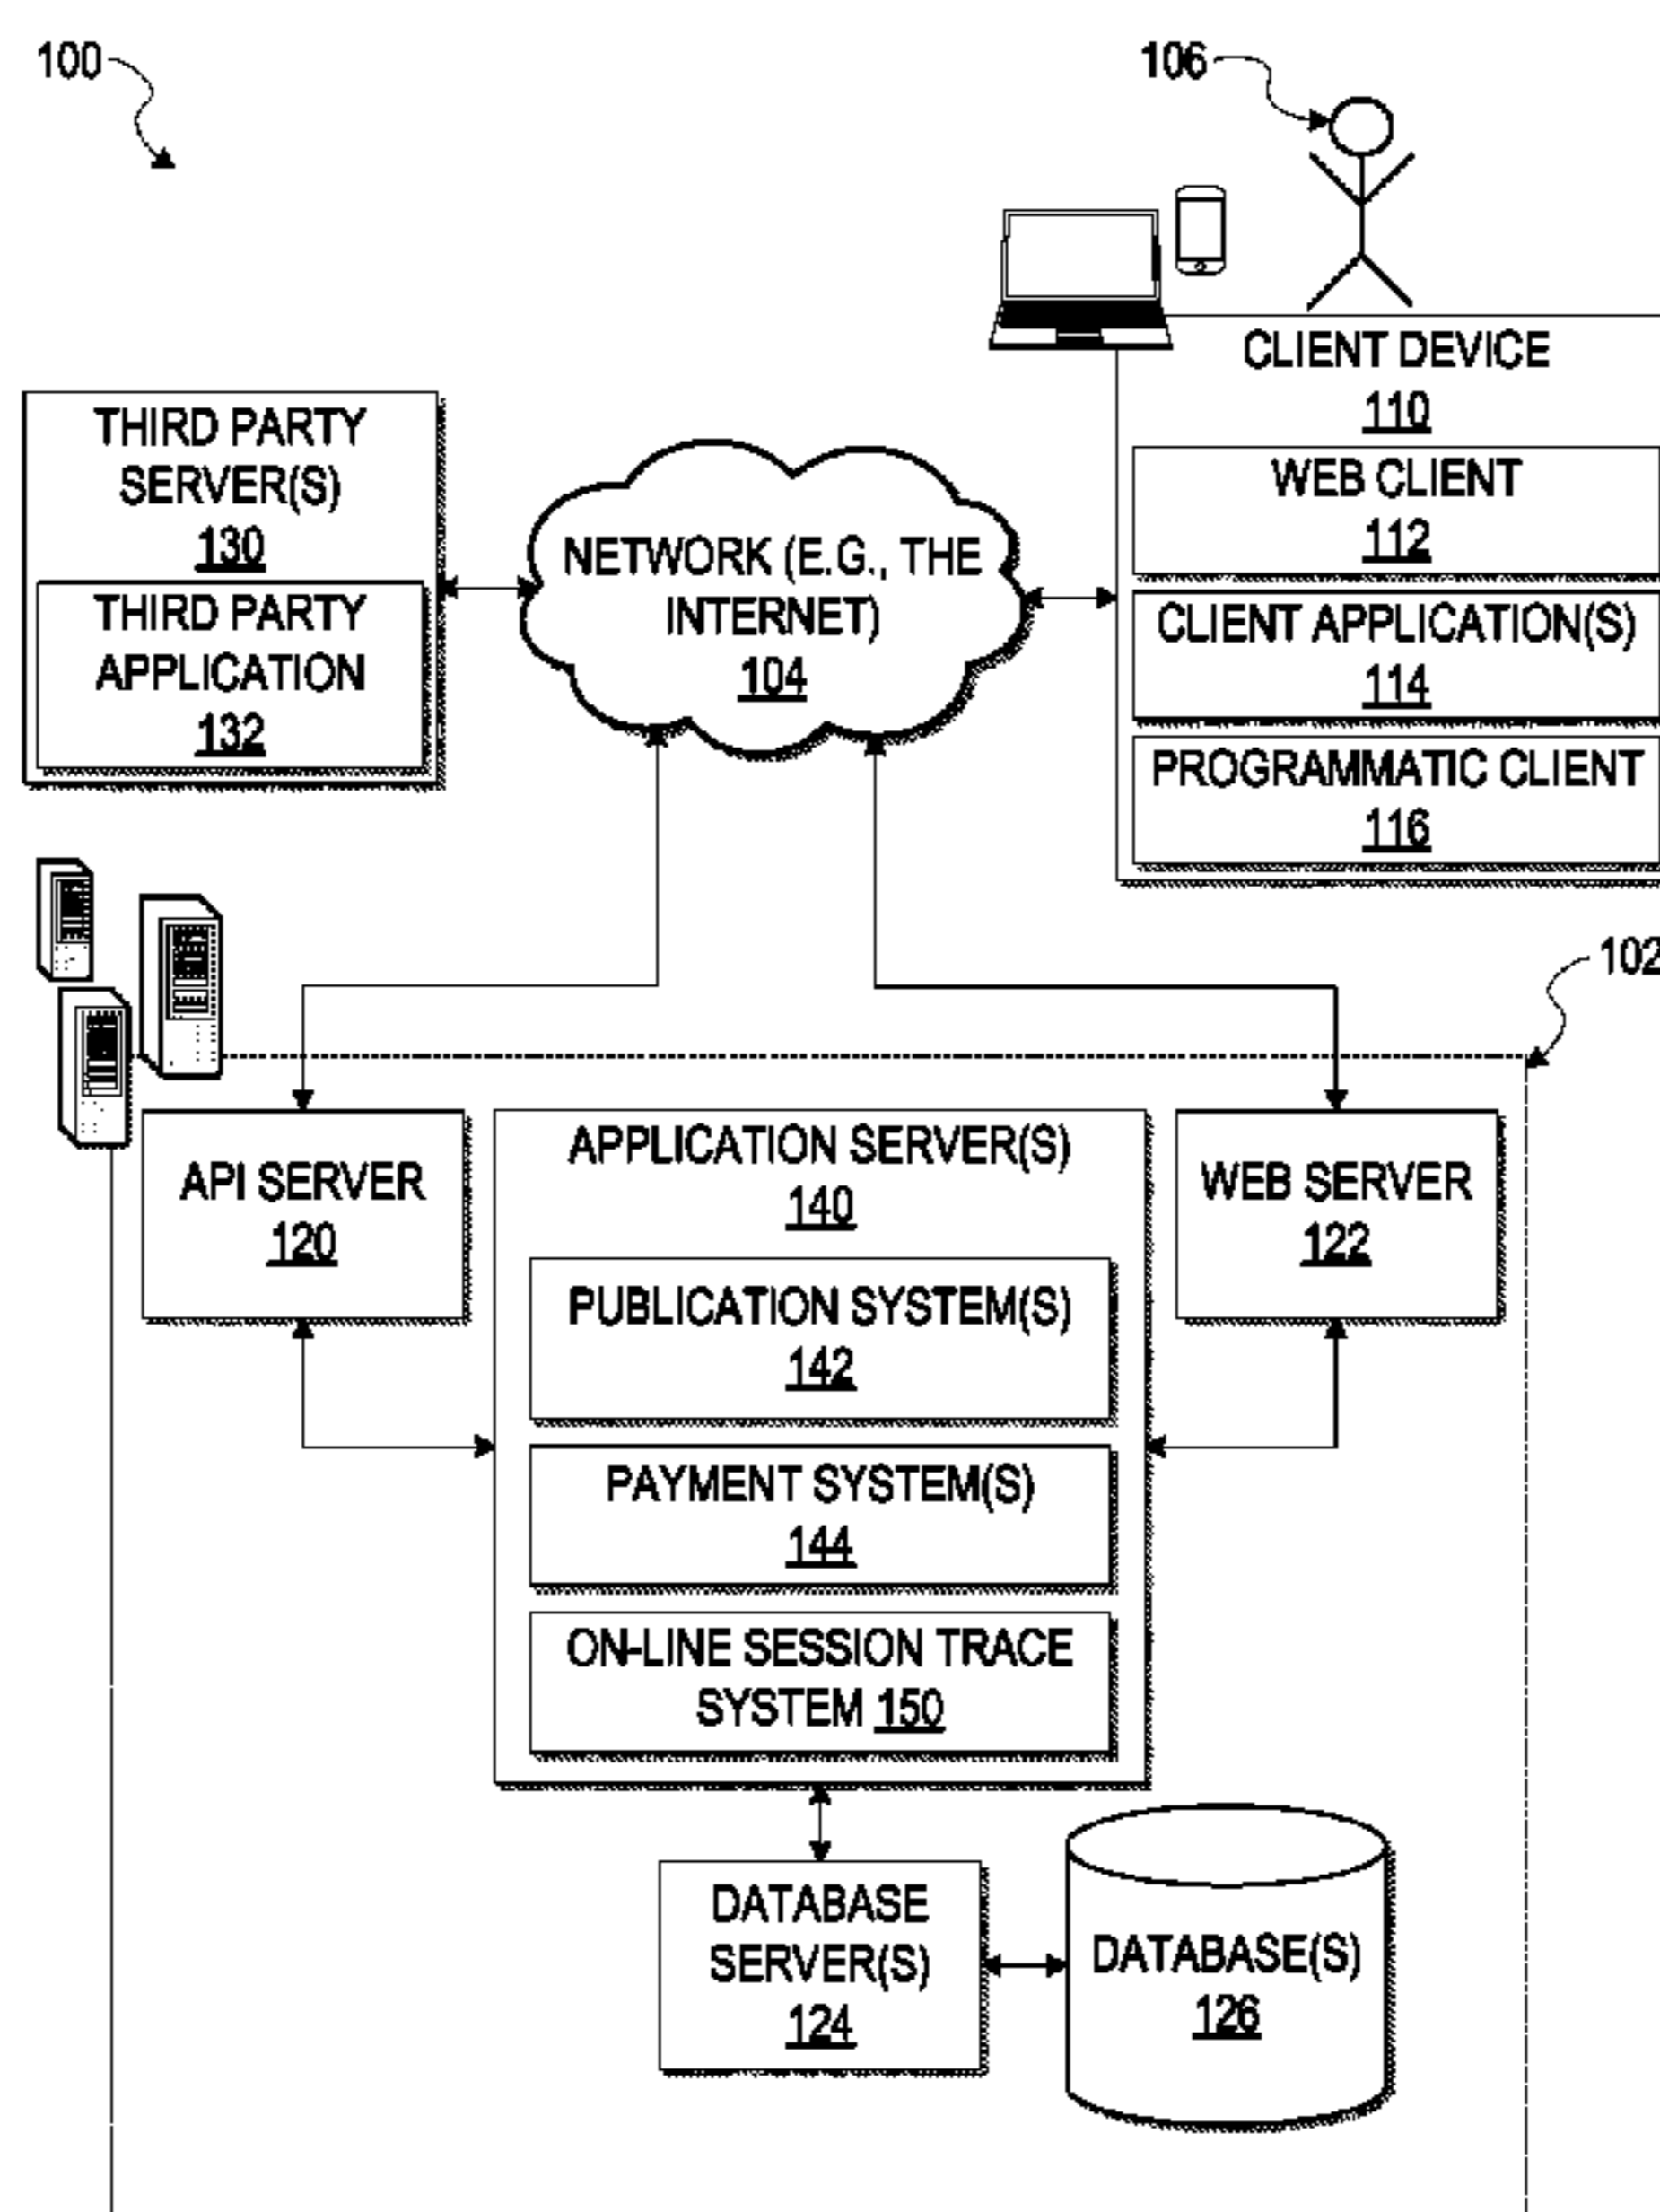 100
106
CLIENT DEVICE
110
WEB CLIENT
112
CLIENT APPLICATION(S)
114
PROGRAMMATIC CLIENT
116
THIRD PARTY
SERVER(S)
130
THIRD PARTY
APPLICATION
132
NETWORK (E.G., THE
INTERNET)
104
102
API SERVER
120
APPLICATION SERVER(S)
140
PUBLICATION SYSTEM(S)
142
PAYMENT SYSTEM(S)
144
ON-LINE SESSION TRACE
SYSTEM 150
WEB SERVER
122
DATABASE
SERVER(S)
124
DATABASE(S)
126